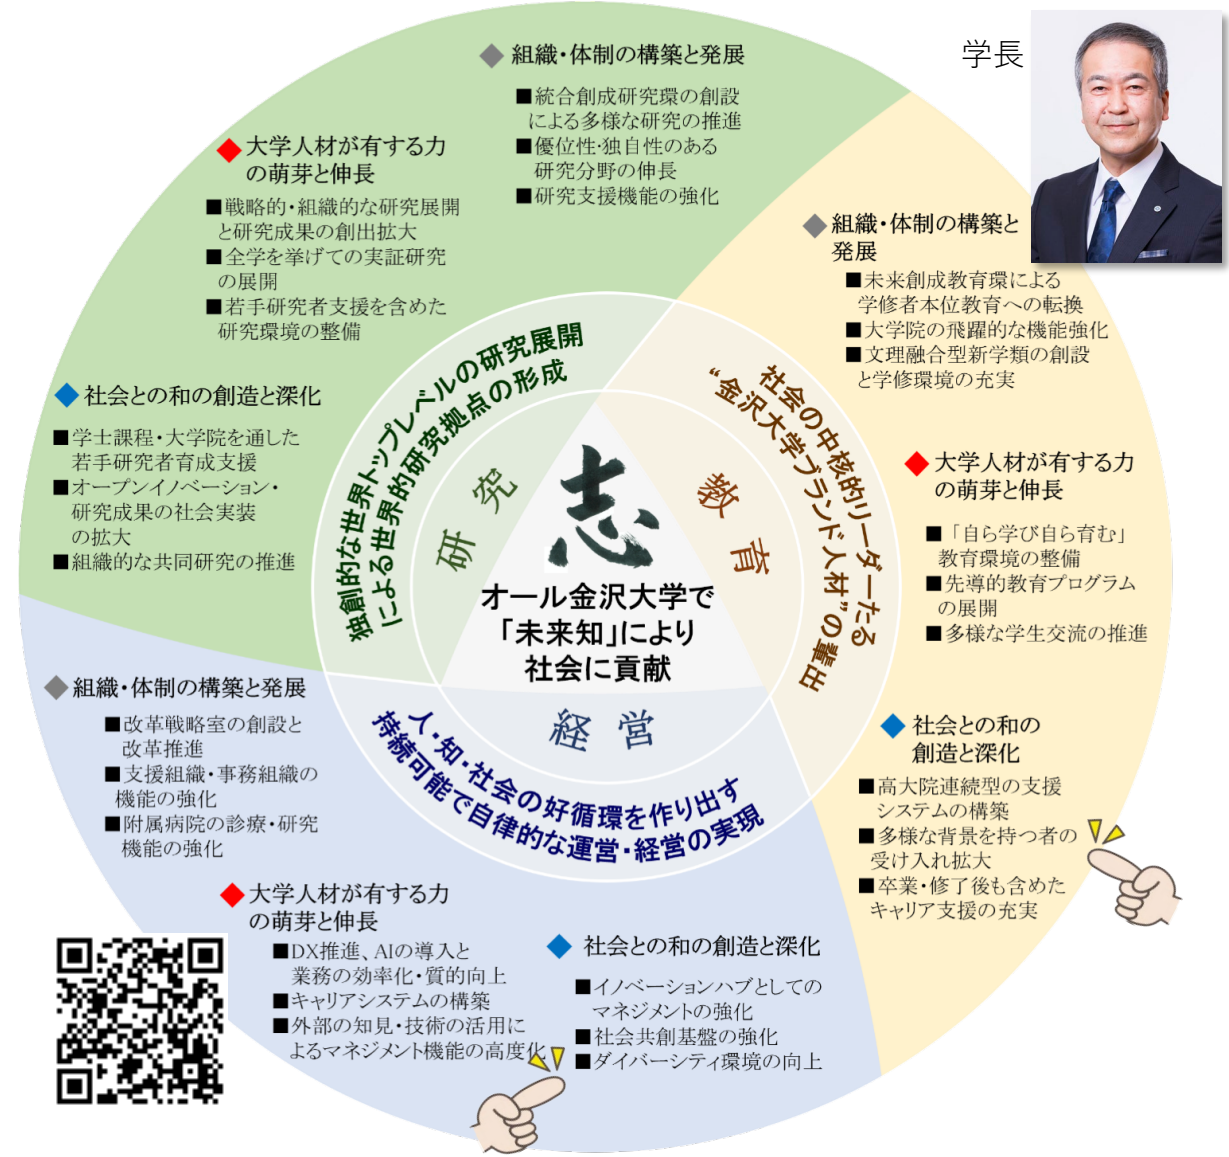 学長
◆組織・体制の構築と発展
■統合創成研究環の創設
による多様な研究の推進
■優位性・独自性のある
研究分野の伸長
■研究支援機能の強化
◆大学人材が有する力
の萌芽と伸長
■戦略的・組織的な研究展開
と研究成果の創出拡大
■全学を挙げての実証研究
の展開
■若手研究者支援を含めた
研究環境の整備
◆社会との和の創造と深化
■学士課程・大学院を通した
若手研究者育成支援
■オープンイノベーション・
研究成果の社会実装
の拡大
■組織的な共同研究の推進
◆組織・体制の構築と
発展
■未来創成教育環による
学修者本位教育への転換
■大学院の飛躍的な機能強化
■文理融合型新学類の創設
と学修環境の充実
◆大学人材が有する力
の萌芽と伸長
■「自ら学び自ら育む」
教育環境の整備
■先導的教育プログラム
の展開
■多様な学生交流の推進
◆社会との和の
創造と深化
■高大院連続型の支援
システムの構築
■多様な背景を持つ者の
受け入れ拡大
■卒業・修了後も含めた
キャリア支援の充実
独創的な世界トップレベルの研究展開
による世界的研究拠点の形成
社会の中核的リーダーたる
“金沢大学ブランド人材”の輩出
研究
教育
志
オール金沢大学で
「未来知」により
社会に貢献
経営
人・知・社会の好循環を作り出す
持続可能で自律的な運営・経営の実現
◆組織・体制の構築と発展
■改革戦略室の創設と
改革推進
■支援組織・事務組織の
機能の強化
■附属病院の診療・研究
機能の強化
◆大学人材が有する力
の萌芽と伸長
■DX推進、AIの導入と
業務の効率化・質的向上
■キャリアシステムの構築
■外部の知見・技術の活用に
よるマネジメント機能の高度化
◆社会との和の創造と深化
■イノベーションハブとしての
マネジメントの強化
■社会共創基盤の強化
■ダイバーシティ環境の向上